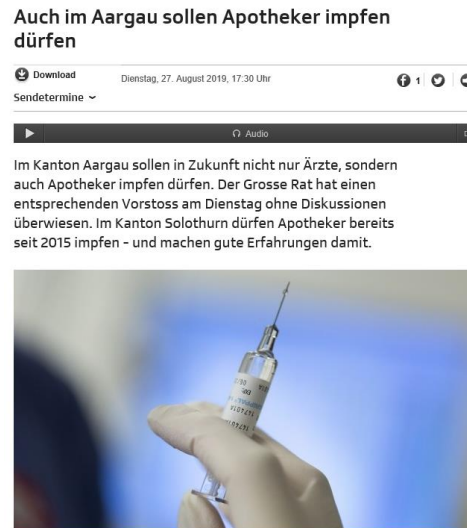 Auch im Aargau sollen Apotheker impfen
dürfen
Download
Dienstag, 27. August 2019, 17:30 Uhr
1
Sendetermine
Audio
Im Kanton Aargau sollen in Zukunft nicht nur Ärzte, sondern
auch Apotheker impfen dürfen. Der Grosse Rat hat einen
entsprechenden Vorstoss am Dienstag ohne Diskussionen
überwiesen. Im Kanton Solothurn dürfen Apotheker bereits
seit 2015 impfen - und machen gute Erfahrungen damit.